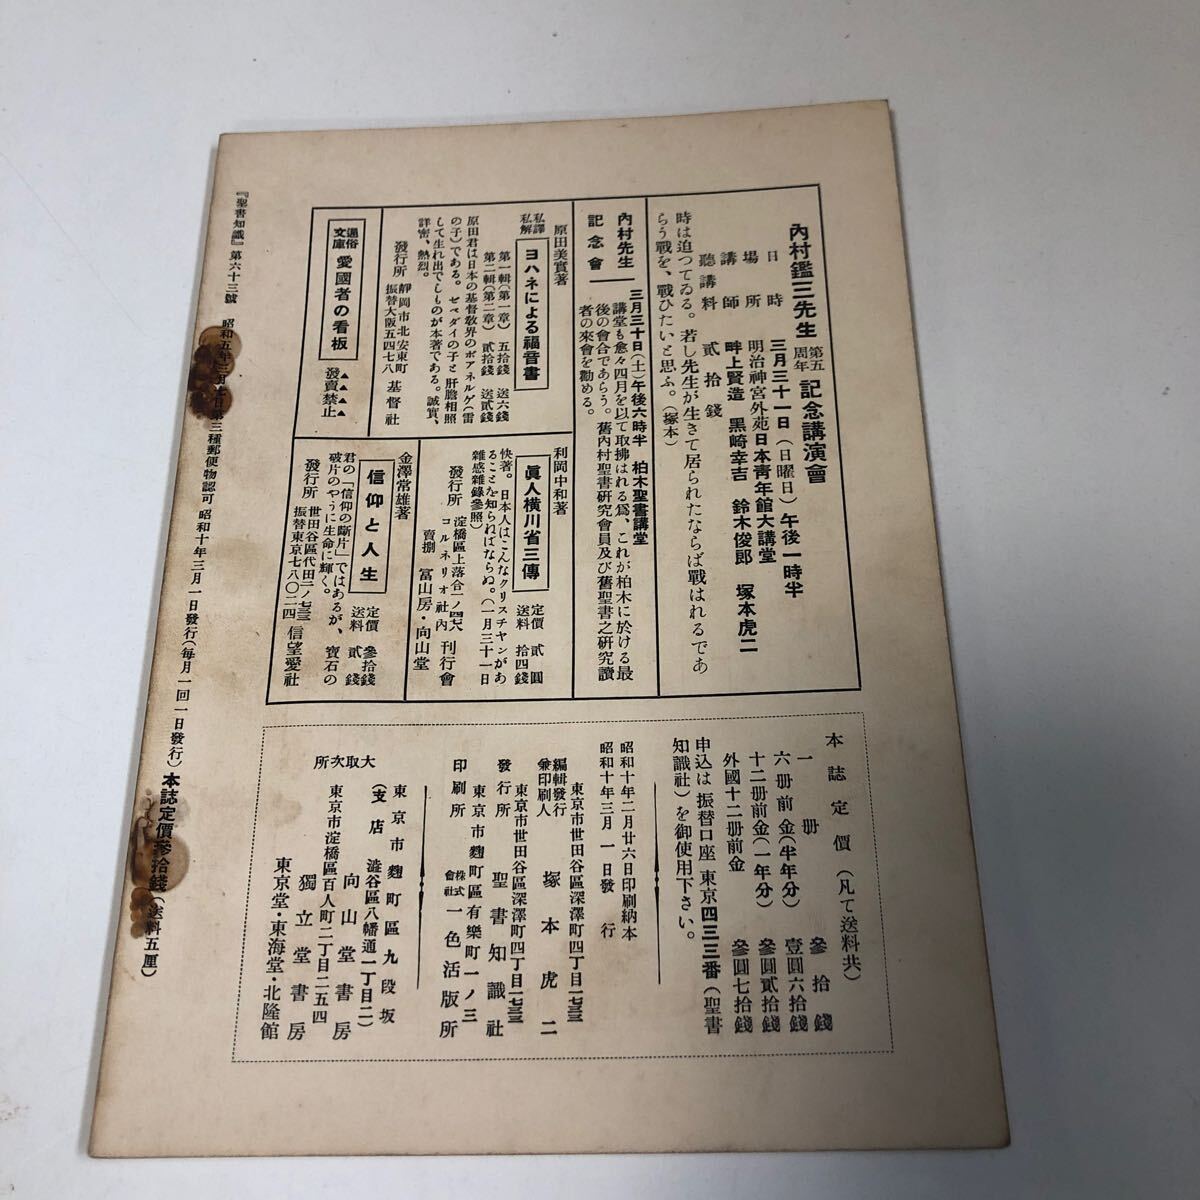 內村鑑三先生 第五周年 記念講演會
日時 三月三十一日(日曜日)午後一時半
場所 明治神宮外苑日本靑年館大講堂
講師 畔上賢造 黑崎幸吉 鈴木俊郎 塚本虎二
聽講料 貳拾錢
時は迫つてゐる。若し先生が生きて居られたならば戰はれるであ
らう戰を、戰ひたいと思ふ。(塚本)
內村先生記念會
三月三十日(土)午後六時半 柏木聖書講堂
講堂も愈々四月を以て取拂はれる爲、これが柏木に於ける最
後の會合であらう。舊內村聖書硏究會員及び舊聖書之硏究讀
者の來會を勸める。
原田美實著
私譯私解 ヨハネによる福音書
第一輯(第一章) 五拾錢 送六錢
第二輯(第二章) 貳拾錢 送貳錢
原田君は日本の基督敎界のボアネルゲ(雷
の子)である。ゼベダイの子と肝膽相照
して生れ出でしものが本著である。誠實、
詳密、熱烈。
發行所 靜岡市北安東町 基督社
振替大阪五四七八
通俗文庫 愛國者の看板
▲▲▲▲
發賣禁止
利岡中和著
眞人橫川省三傳
定價 貳圓
送料 拾四錢
快著。日本人はこんなクリスチヤンがあ
ることを知らねばならぬ。(一月三十一日
雜感雜錄參照)
發行所 淀橋區上落合一ノ四六
コルネリオ社內 刊行會
賣捌 冨山房・向山堂
金澤常雄著
信仰と人生
定價 參拾錢
送料 貳錢
君の「信仰の斷片」ではあるが、寶石の
破片のやうに生命に輝く。
發行所 世田谷區代田二ノ七三 信望愛社
振替東京七八〇二四
本誌定價(凡て送料共)
一册 參拾錢
六册前金(半年分) 壹圓六拾錢
十二册前金(一年分) 參圓貳拾錢
外國十二册前金 參圓七拾錢
申込は振替口座 東京四三三番(聖書
知識社)を御使用下さい。
昭和十年二月廿六日印刷納本
昭和十年三月一日發行
東京市世田谷區深澤町四丁目一七三
編輯發行兼印刷人 塚本虎二
東京市世田谷區深澤町四丁目一七三
發行所 聖書知識社
東京市麴町區有樂町一ノ三
印刷所 株式會社 一色活版所
大取次所
東京市麴町區九段坂
(支店 澁谷區八幡通一丁目二)
向山堂書房
東京市淀橋區百人町二丁目二五四
獨立堂書房
東京堂・東海堂・北隆館
『聖書知識』第六十三號 昭和五年三月 第三種郵便物認可 昭和十年三月一日發行(每月一回一日發行) 本誌定價參拾錢(送料五厘)